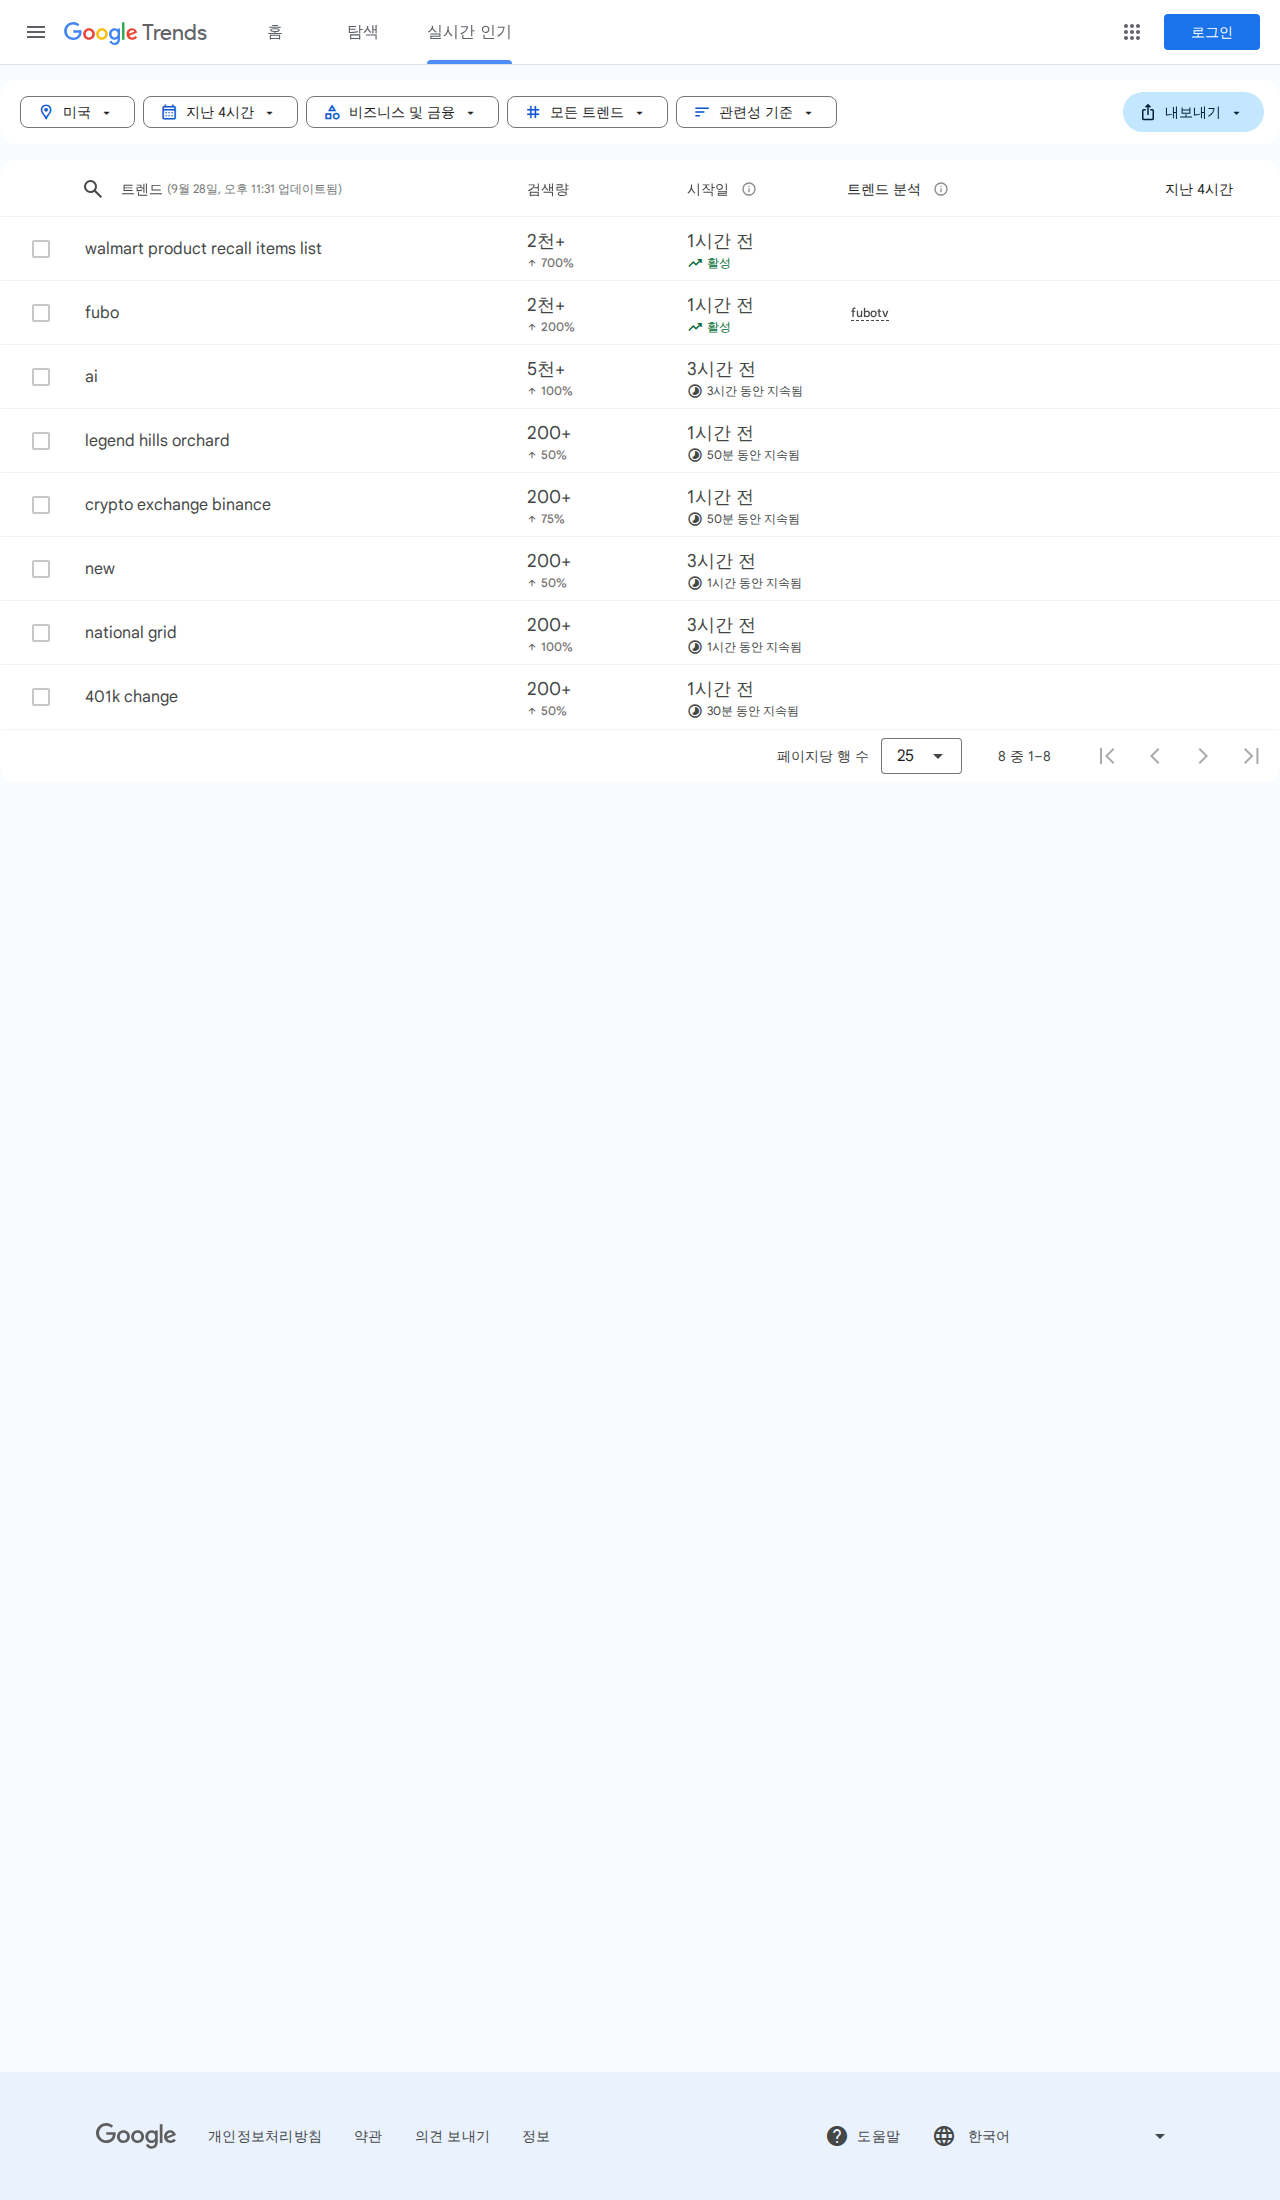 Google Trends
홈
탐색
실시간 인기
로그인
미국
지난 4시간
비즈니스 및 금융
모든 트렌드
관련성 기준
내보내기
트렌드 (9월 28일, 오후 11:31 업데이트됨)
검색량
시작일
트렌드 분석
지난 4시간
walmart product recall items list
2천+
700%
1시간 전
활성
fubo
2천+
200%
1시간 전
활성
fubotv
ai
5천+
100%
3시간 전
3시간 동안 지속됨
legend hills orchard
200+
50%
1시간 전
50분 동안 지속됨
crypto exchange binance
200+
75%
1시간 전
50분 동안 지속됨
new
200+
50%
3시간 전
1시간 동안 지속됨
national grid
200+
100%
3시간 전
1시간 동안 지속됨
401k change
200+
50%
1시간 전
30분 동안 지속됨
페이지당 행 수
25
8 중 1–8
Google
개인정보처리방침
약관
의견 보내기
정보
도움말
한국어